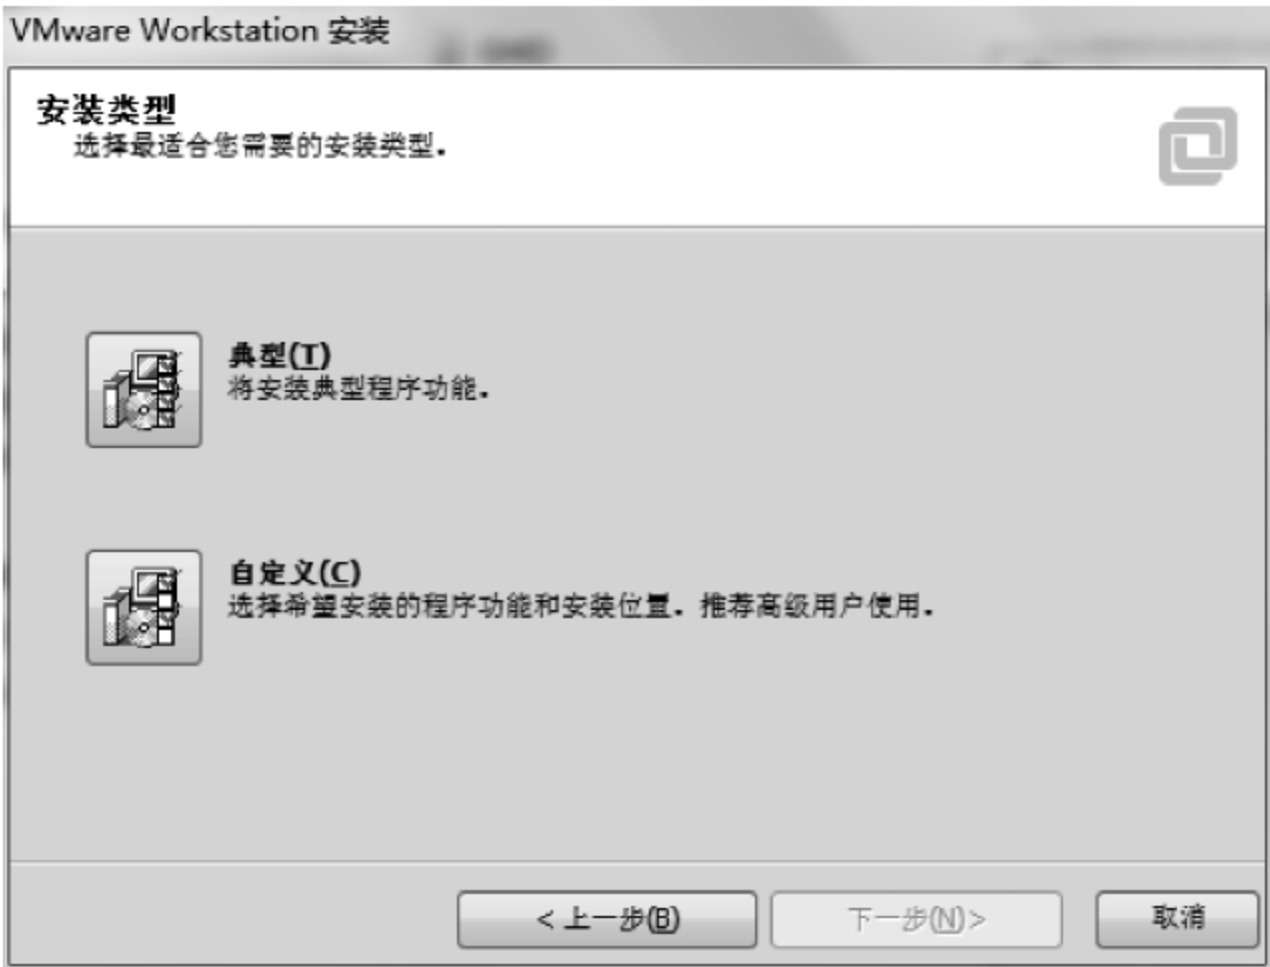 VMware Workstation 安装
安装类型
选择最适合您需要的安装类型。
典型(T)
将安装典型程序功能。
自定义(C)
选择希望安装的程序功能和安装位置。推荐高级用户使用。
< 上一步(B)
下一步(N)>
取消